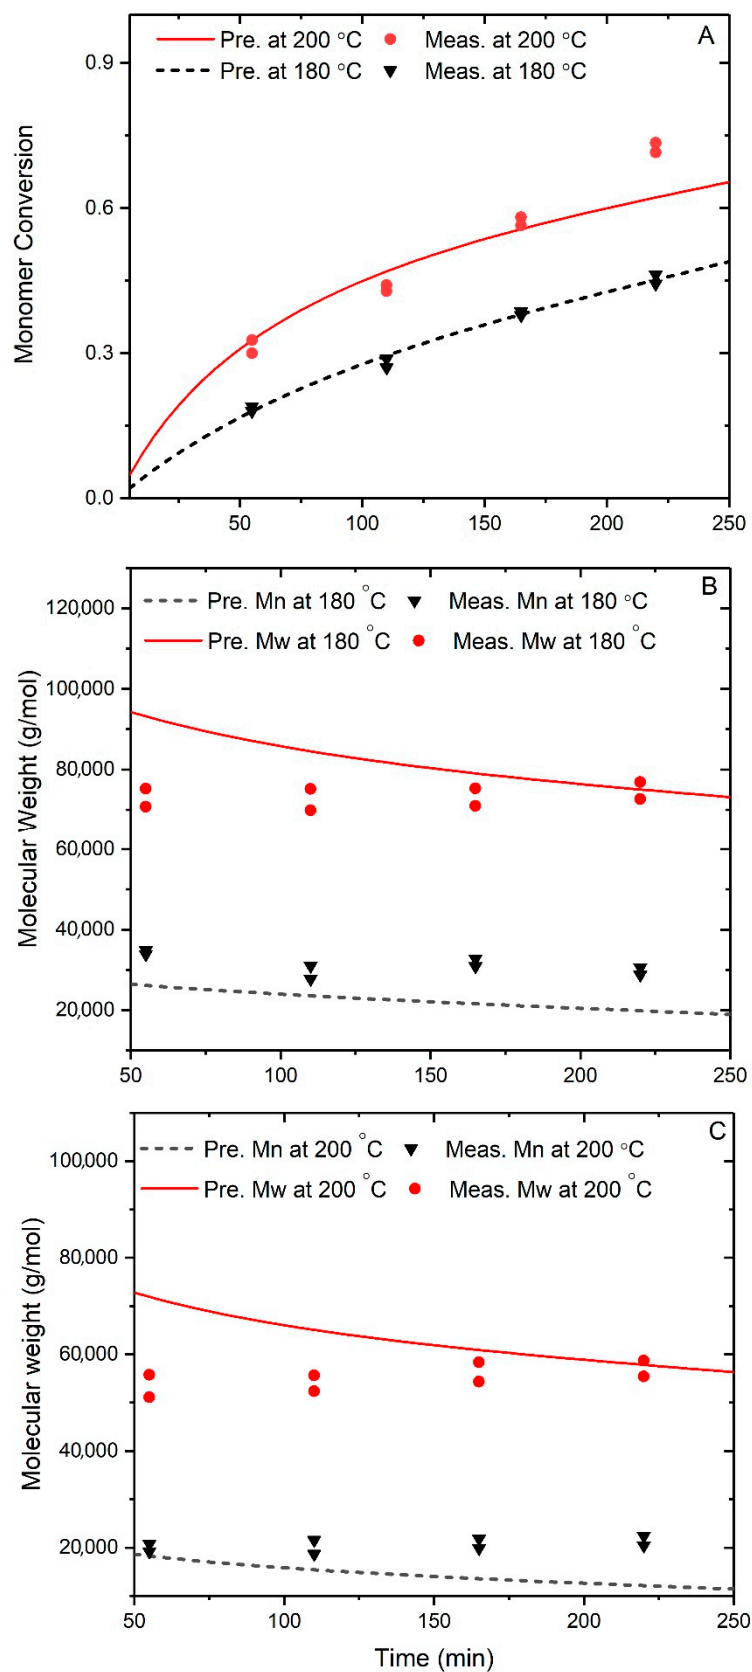 Pre. at 200 °C Meas. at 200 °C A
Pre. at 180 °C Meas. at 180 °C
0.9
0.6
0.3
0.0
Monomer Conversion
50 100 150 200 250
Pre. Mn at 180 °C Meas. Mn at 180 °C B
Pre. Mw at 180 °C Meas. Mw at 180 °C
120,000
100,000
80,000
60,000
40,000
20,000
Molecular Weight (g/mol)
50 100 150 200 250
Pre. Mn at 200 °C Meas. Mn at 200 °C C
Pre. Mw at 200 °C Meas. Mw at 200 °C
100,000
80,000
60,000
40,000
20,000
Molecular weight (g/mol)
50 100 150 200 250
Time (min)